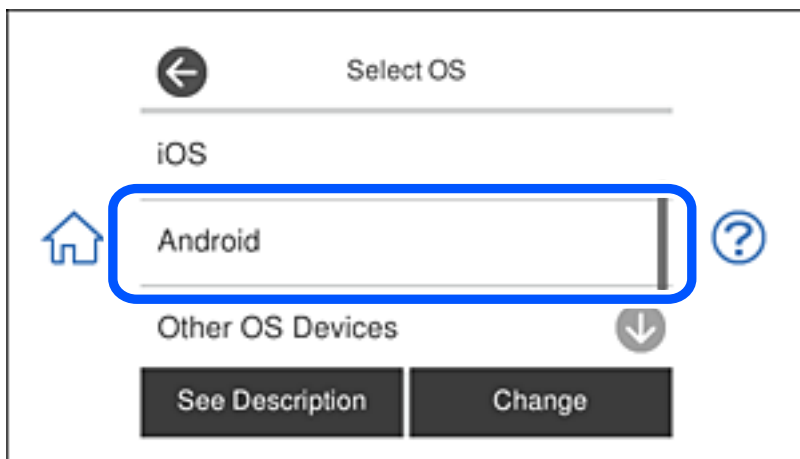 Select OS
iOS
Android
Other OS Devices
See Description
Change